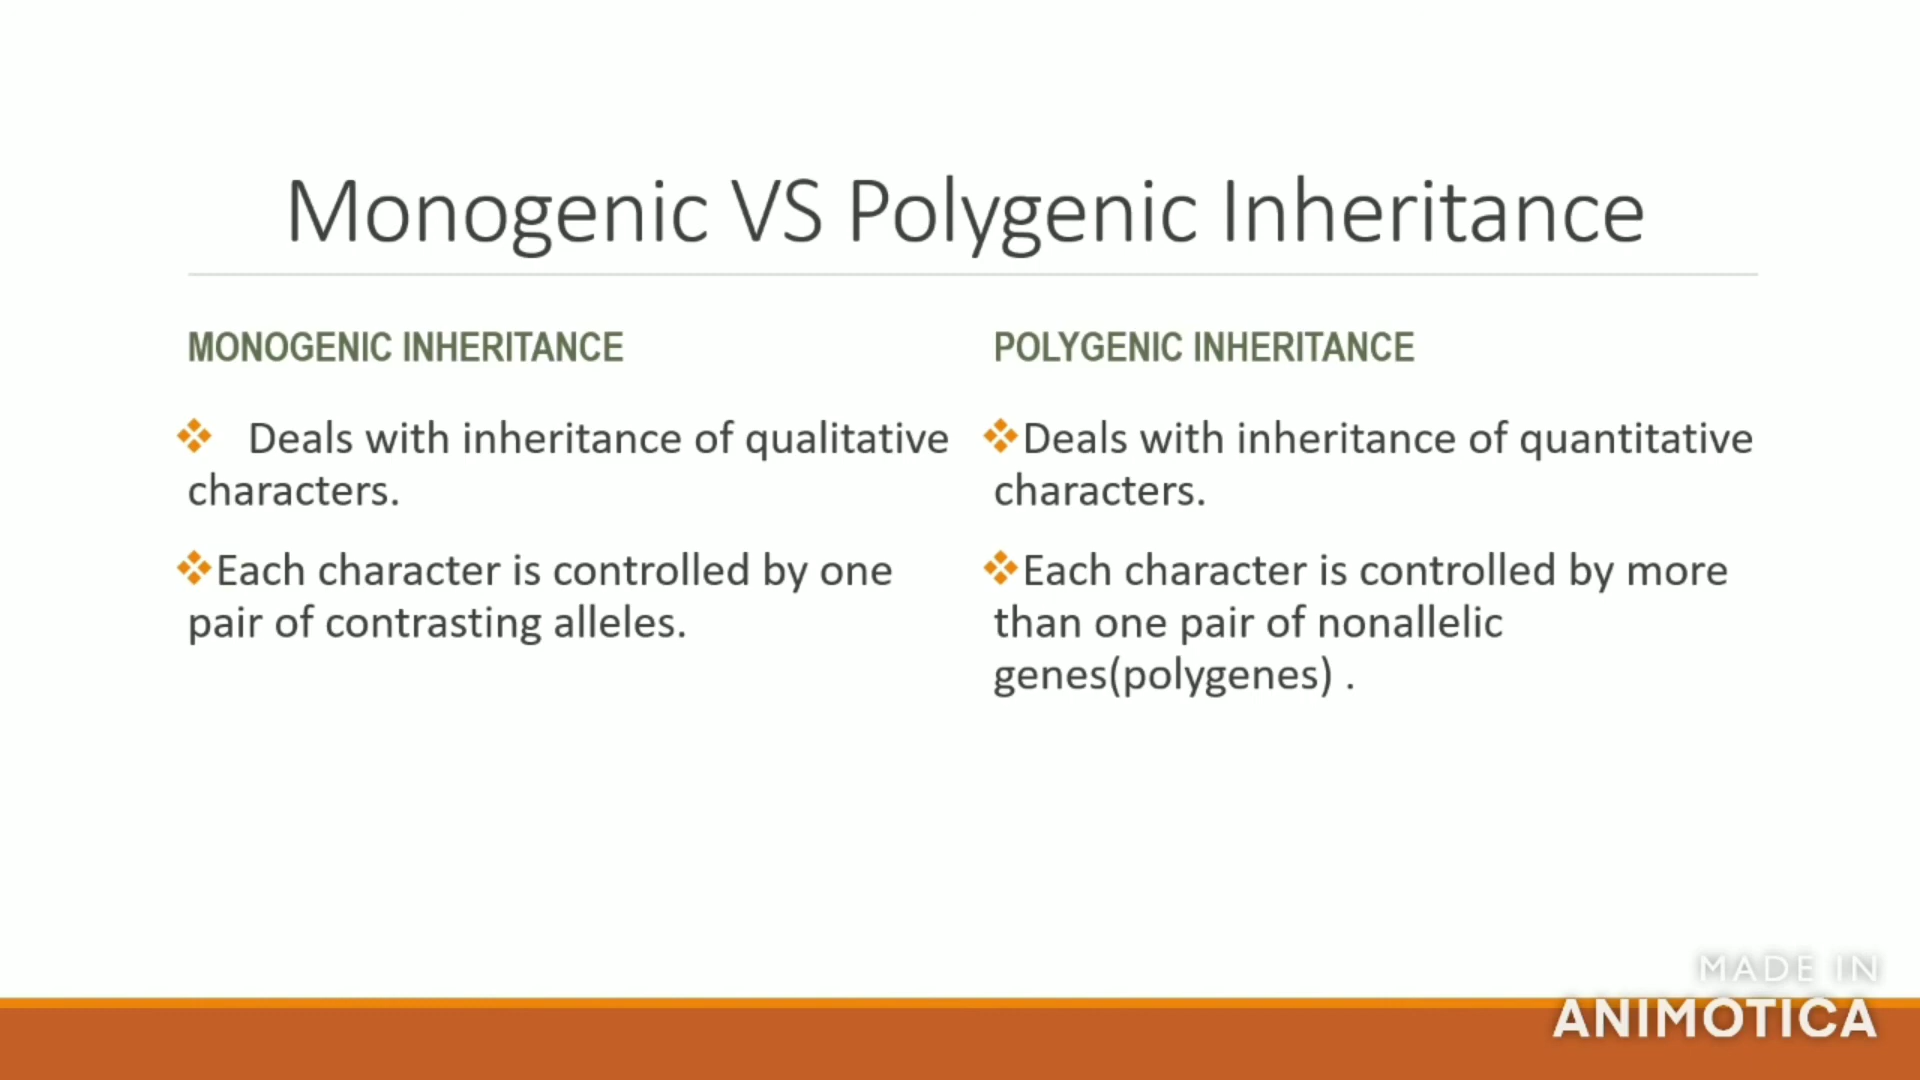 Monogenic VS Polygenic Inheritance
MONOGENIC INHERITANCE
Deals with inheritance of qualitative
characters.
Each character is controlled by one
pair of contrasting alleles.
POLYGENIC INHERITANCE
Deals with inheritance of quantitative
characters.
Each character is controlled by more
than one pair of nonallelic
genes(polygenes) .
MADE IN
ANIMOTICA